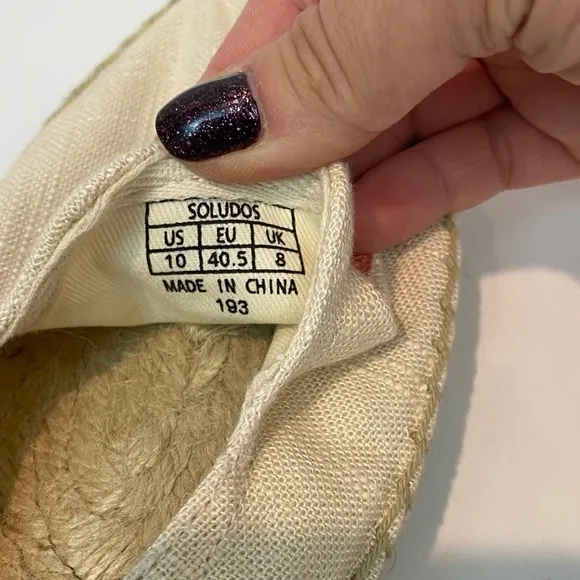 SOLUDOS
US EU UK
10 40.5 8
MADE IN CHINA
193